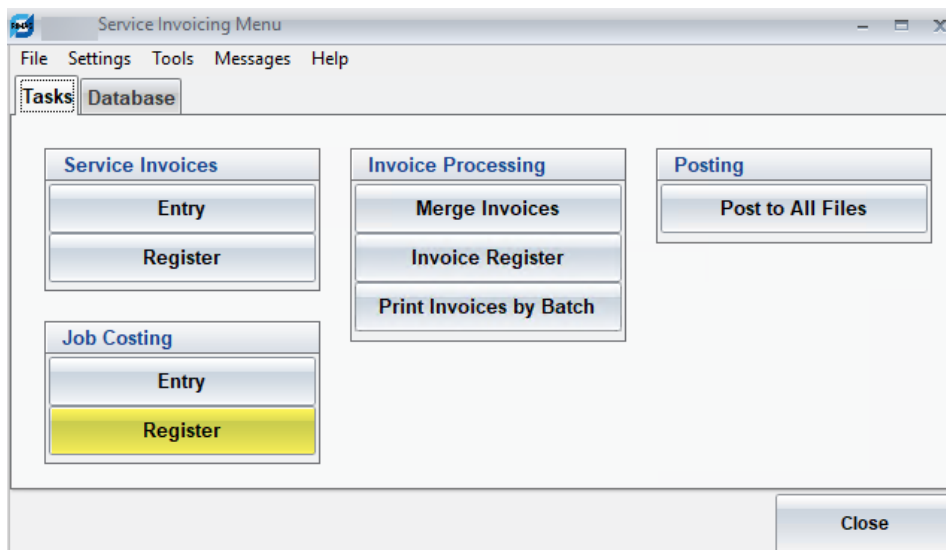 Service Invoicing Menu
File Settings Tools Messages Help
Tasks Database
Service Invoices
Entry
Register
Invoice Processing
Merge Invoices
Invoice Register
Print Invoices by Batch
Posting
Post to All Files
Job Costing
Entry
Register
Close